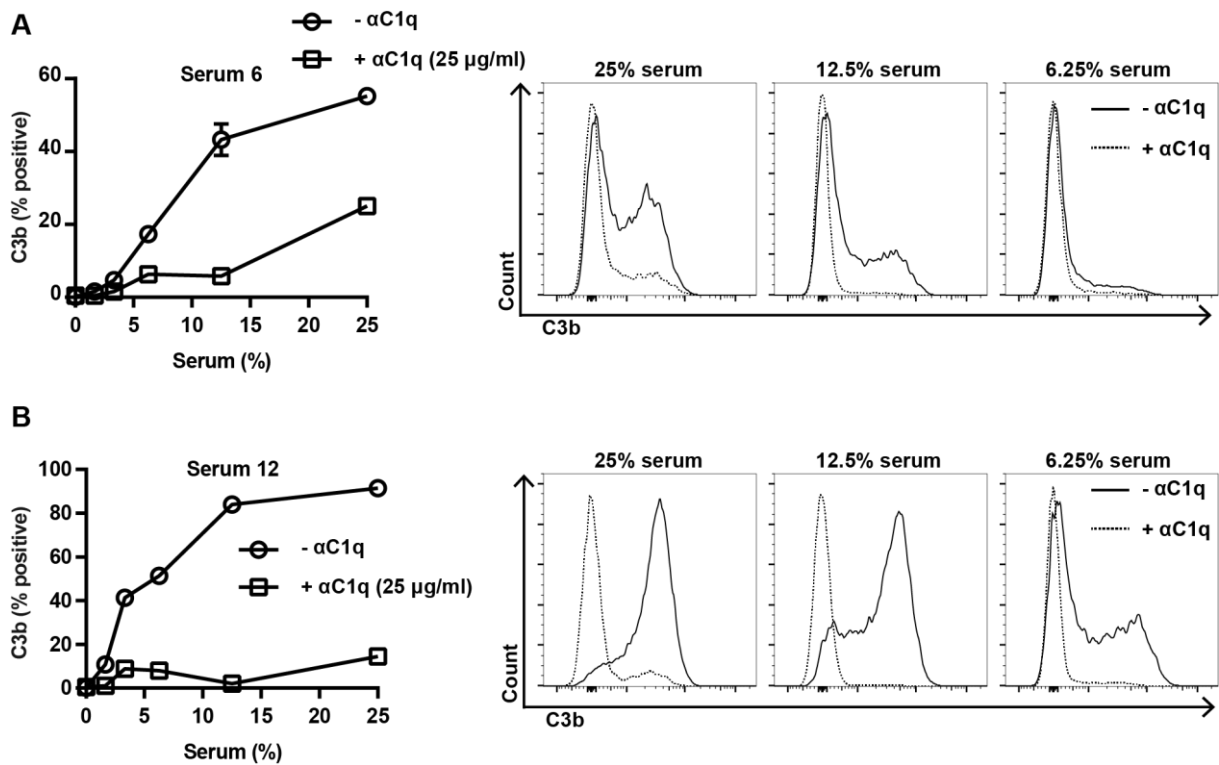 A
- αC1q
+ αC1q (25 µg/ml)
Serum 6
C3b (% positive)
60
40
20
0
0 5 10 15 20 25
Serum (%)
25% serum
12.5% serum
6.25% serum
- αC1q
+ αC1q
Count
C3b
B
Serum 12
C3b (% positive)
100
80
60
40
20
0
- αC1q
+ αC1q (25 µg/ml)
0 5 10 15 20 25
Serum (%)
25% serum
12.5% serum
6.25% serum
- αC1q
+ αC1q
Count
C3b